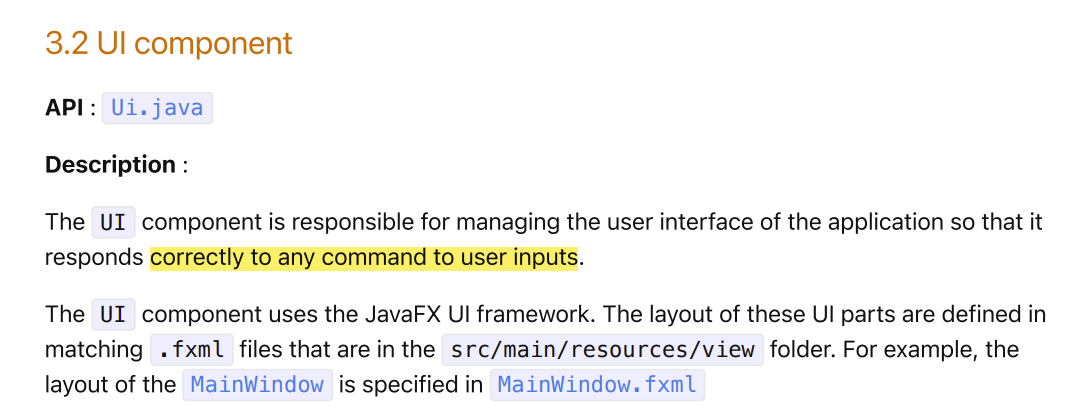 3.2 UI component
API : Ui.java
Description :
The UI component is responsible for managing the user interface of the application so that it
responds correctly to any command to user inputs.
The UI component uses the JavaFX UI framework. The layout of these UI parts are defined in
matching .fxml files that are in the src/main/resources/view folder. For example, the
layout of the MainWindow is specified in MainWindow.fxml